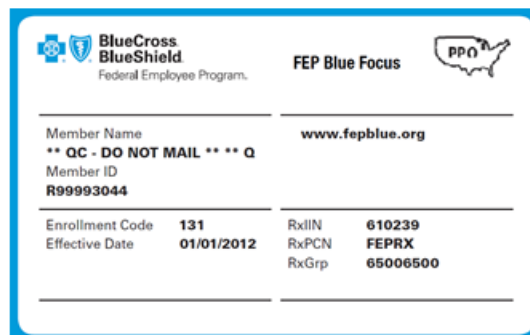 BlueCross
BlueShield
Federal Employee Program.
FEP Blue Focus
PPO
Member Name
** QC - DO NOT MAIL ** ** Q
Member ID
R99993044
www.fepblue.org
Enrollment Code 131
Effective Date 01/01/2012
RxIIN 610239
RxPCN FEPRX
RxGrp 65006500